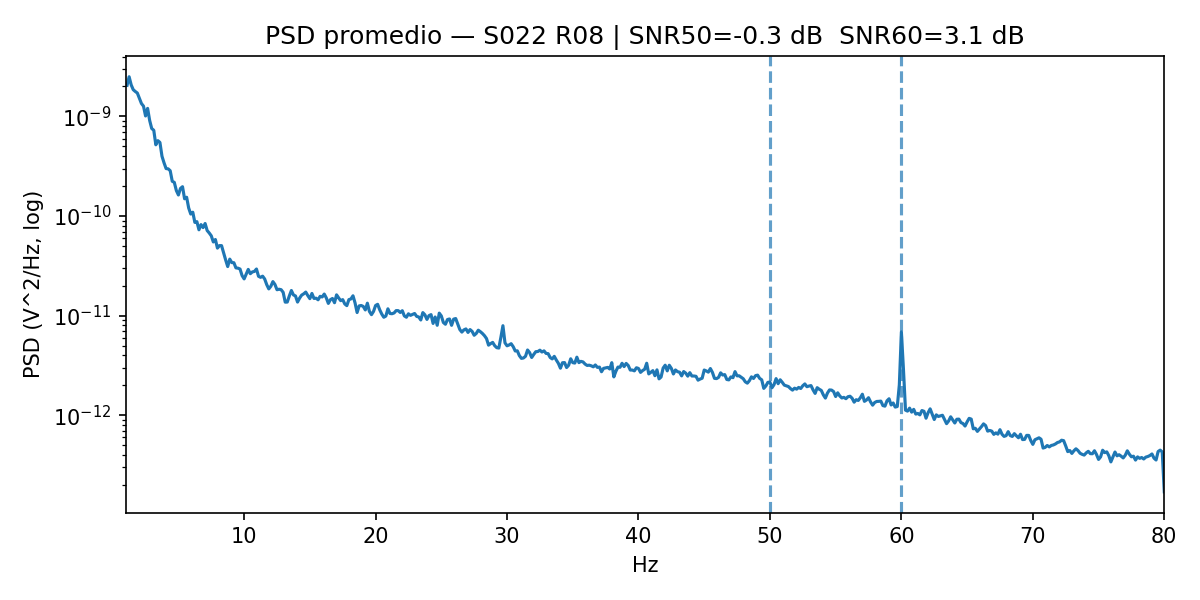 PSD promedio — S022 R08 | SNR50=-0.3 dB  SNR60=3.1 dB
PSD (V^2/Hz, log)
10⁻⁹
10⁻¹⁰
10⁻¹¹
10⁻¹²
10 20 30 40 50 60 70 80
Hz